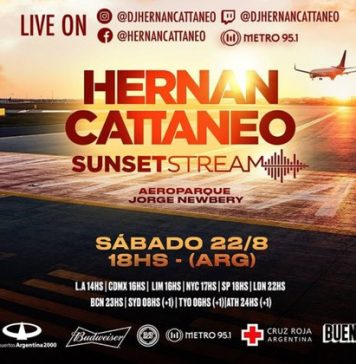 LIVE ON
@DJHERNANCATTANEO @DJHERNANCATTANEO
@HERNANCATTANEO METRO 95.1
HERNAN
CATTANEO
SUNSETSTREAM
AEROPARQUE
JORGE NEWBERY
SÁBADO 22/8
18HS - (ARG)
L.A 14HS | CDMX 16HS | LIM 16HS | NYC 17HS | SP 18HS | LON 22HS
BCN 23HS | SYD 08HS (+1) | TYO 06HS (+1) | ATH 24HS (+1)
Argentina2000 Budweiser METRO 95.1 CRUZ ROJA ARGENTINA BUEN